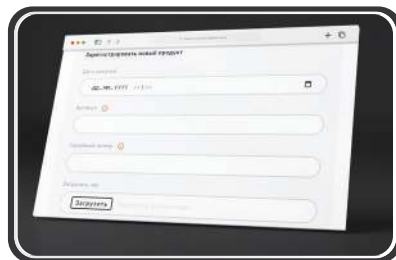 Зарегистрировать новый продукт
Дата покупки
дд.мм.гггг --:--
Артикул
Серийный номер
Загрузить чек
Загрузить